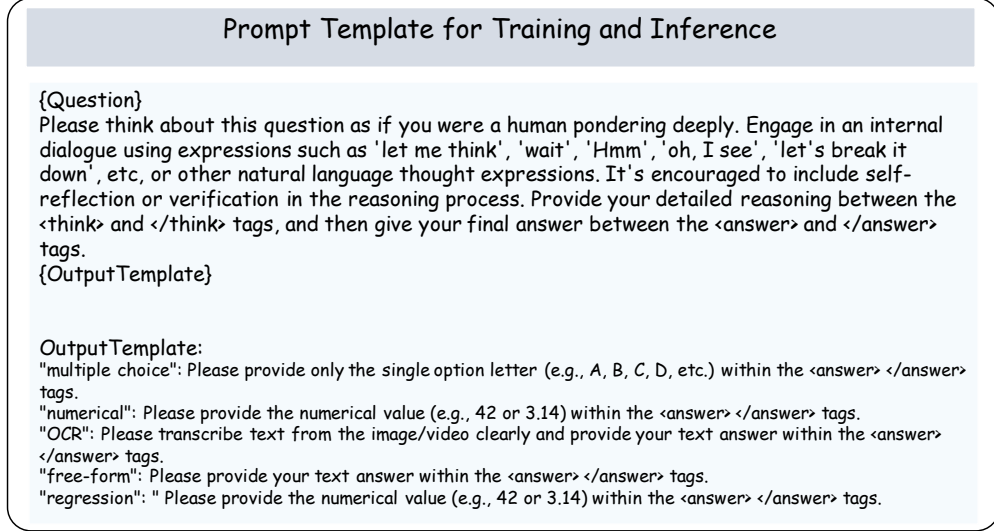 Prompt Template for Training and Inference
{Question}
Please think about this question as if you were a human pondering deeply. Engage in an internal
dialogue using expressions such as 'let me think', 'wait', 'Hmm', 'oh, I see', 'let's break it
down', etc, or other natural language thought expressions. It's encouraged to include self-
reflection or verification in the reasoning process. Provide your detailed reasoning between the
<think> and </think> tags, and then give your final answer between the <answer> and </answer>
tags.
{OutputTemplate}
OutputTemplate:
"multiple choice": Please provide only the single option letter (e.g., A, B, C, D, etc.) within the <answer> </answer>
tags.
"numerical": Please provide the numerical value (e.g., 42 or 3.14) within the <answer> </answer> tags.
"OCR": Please transcribe text from the image/video clearly and provide your text answer within the <answer>
</answer> tags.
"free-form": Please provide your text answer within the <answer> </answer> tags.
"regression": " Please provide the numerical value (e.g., 42 or 3.14) within the <answer> </answer> tags.